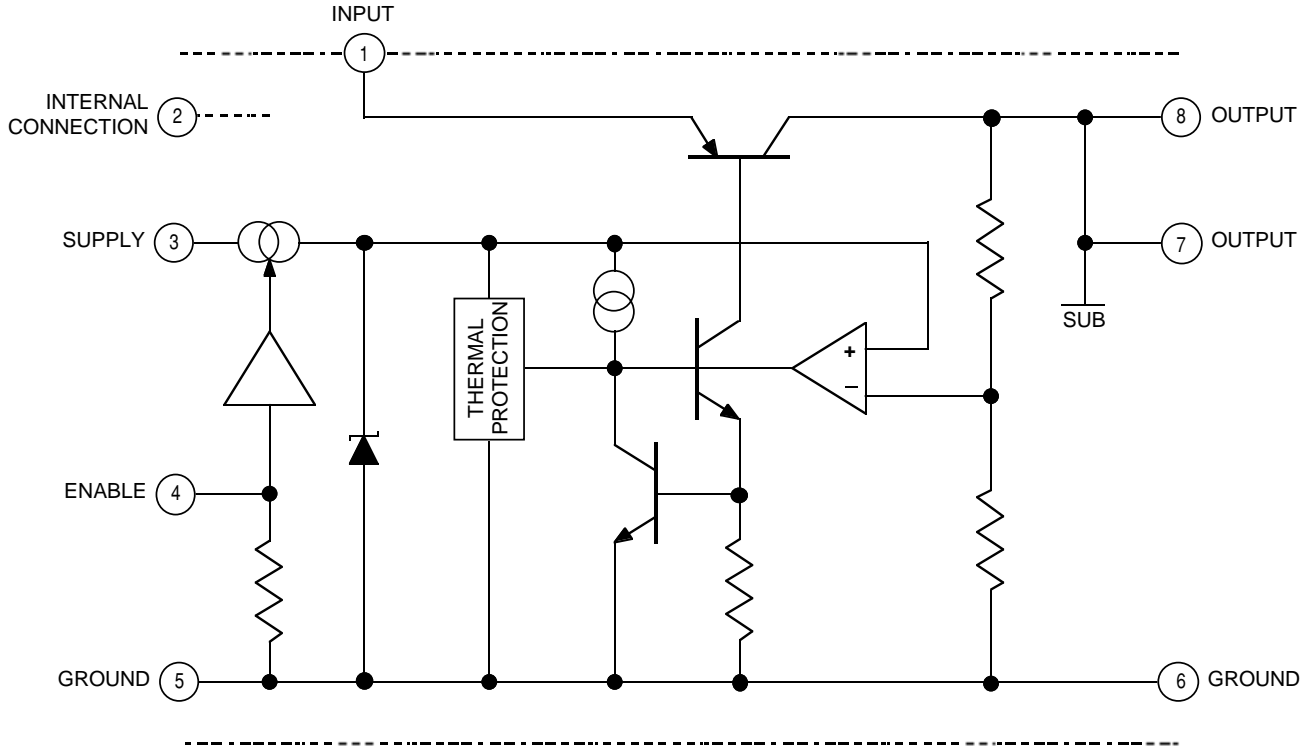 INPUT
1
INTERNAL
CONNECTION
2
8
OUTPUT
SUPPLY
3
7
OUTPUT
SUB
THERMAL
PROTECTION
+
–
ENABLE
4
GROUND
5
6
GROUND